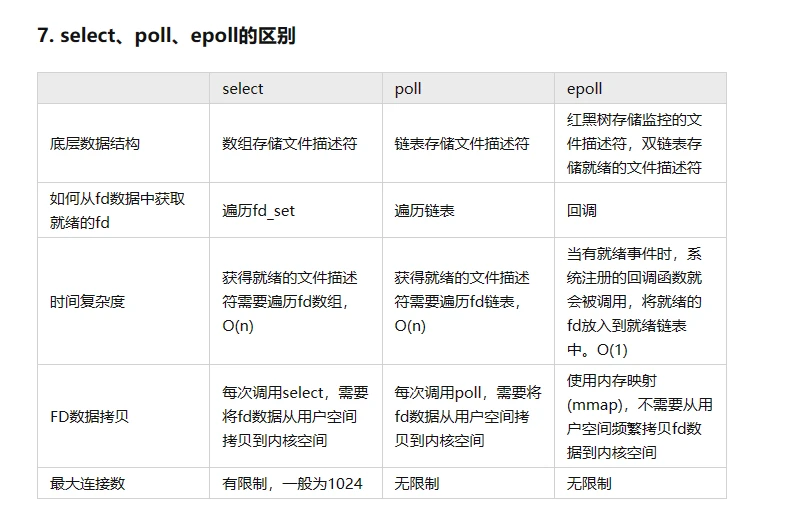 7. select、poll、epoll的区别
select
poll
epoll
底层数据结构
数组存储文件描述符
链表存储文件描述符
红黑树存储监控的文
件描述符，双链表存
储就绪的文件描述符
如何从fd数据中获取
就绪的fd
遍历fd_set
遍历链表
回调
时间复杂度
获得就绪的文件描述
符需要遍历fd数组，
O(n)
获得就绪的文件描述
符需要遍历fd链表，
O(n)
当有就绪事件时，系
统注册的回调函数就
会被调用，将就绪的
fd放入到就绪链表
中。O(1)
FD数据拷贝
每次调用select，需要
将fd数据从用户空间
拷贝到内核空间
每次调用poll，需要将
fd数据从用户空间拷
贝到内核空间
使用内存映射
(mmap)，不需要从用
户空间频繁拷贝fd数
据到内核空间
最大连接数
有限制，一般为1024
无限制
无限制